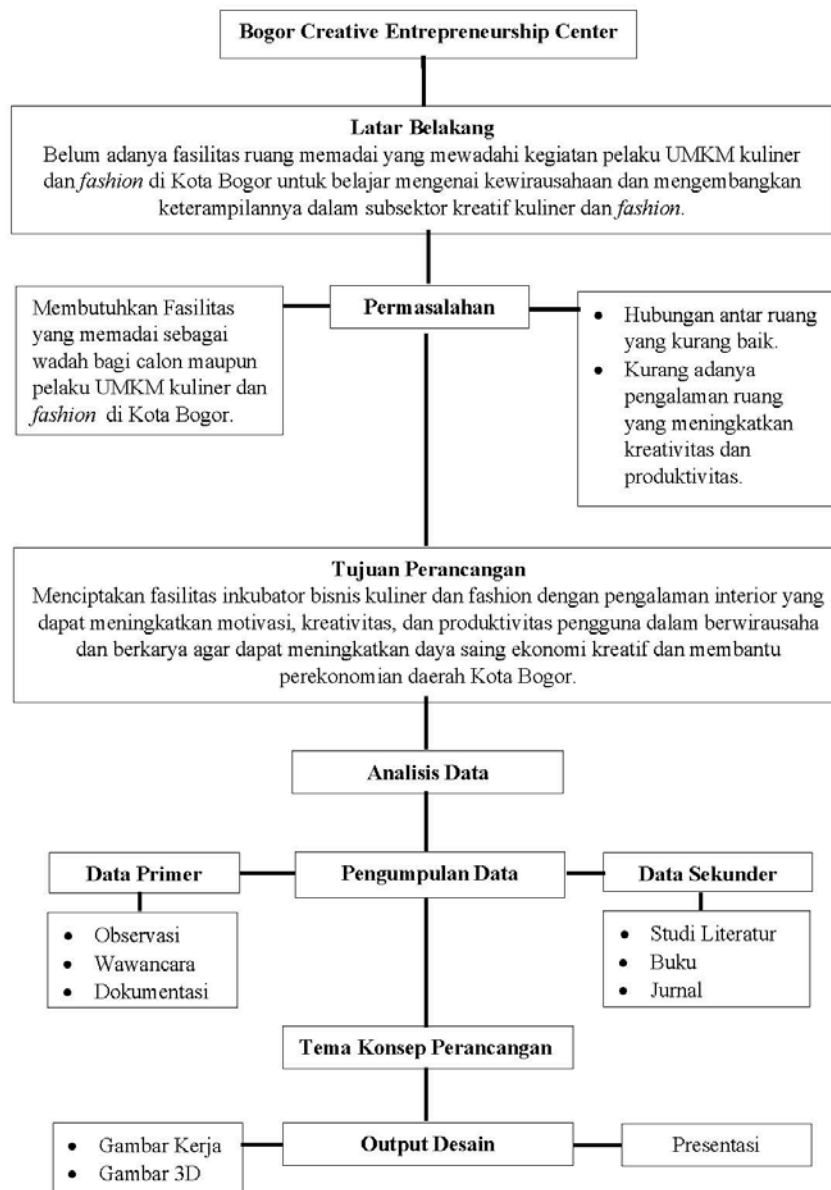 Bogor Creative Entrepreneurship Center
Latar Belakang
Belum adanya fasilitas ruang memadai yang mewadahi kegiatan pelaku UMKM kuliner
dan fashion di Kota Bogor untuk belajar mengenai kewirausahaan dan mengembangkan
keterampilannya dalam subsektor kreatif kuliner dan fashion.
Permasalahan
Membutuhkan Fasilitas
yang memadai sebagai
wadah bagi calon maupun
pelaku UMKM kuliner dan
fashion di Kota Bogor.
• Hubungan antar ruang
yang kurang baik.
• Kurang adanya
pengalaman ruang
yang meningkatkan
kreativitas dan
produktivitas.
Tujuan Perancangan
Menciptakan fasilitas inkubator bisnis kuliner dan fashion dengan pengalaman interior yang
dapat meningkatkan motivasi, kreativitas, dan produktivitas pengguna dalam berwirausaha
dan berkarya agar dapat meningkatkan daya saing ekonomi kreatif dan membantu
perekonomian daerah Kota Bogor.
Analisis Data
Data Primer
Pengumpulan Data
Data Sekunder
• Observasi
• Wawancara
• Dokumentasi
• Studi Literatur
• Buku
• Jurnal
Tema Konsep Perancangan
• Gambar Kerja
• Gambar 3D
Output Desain
Presentasi